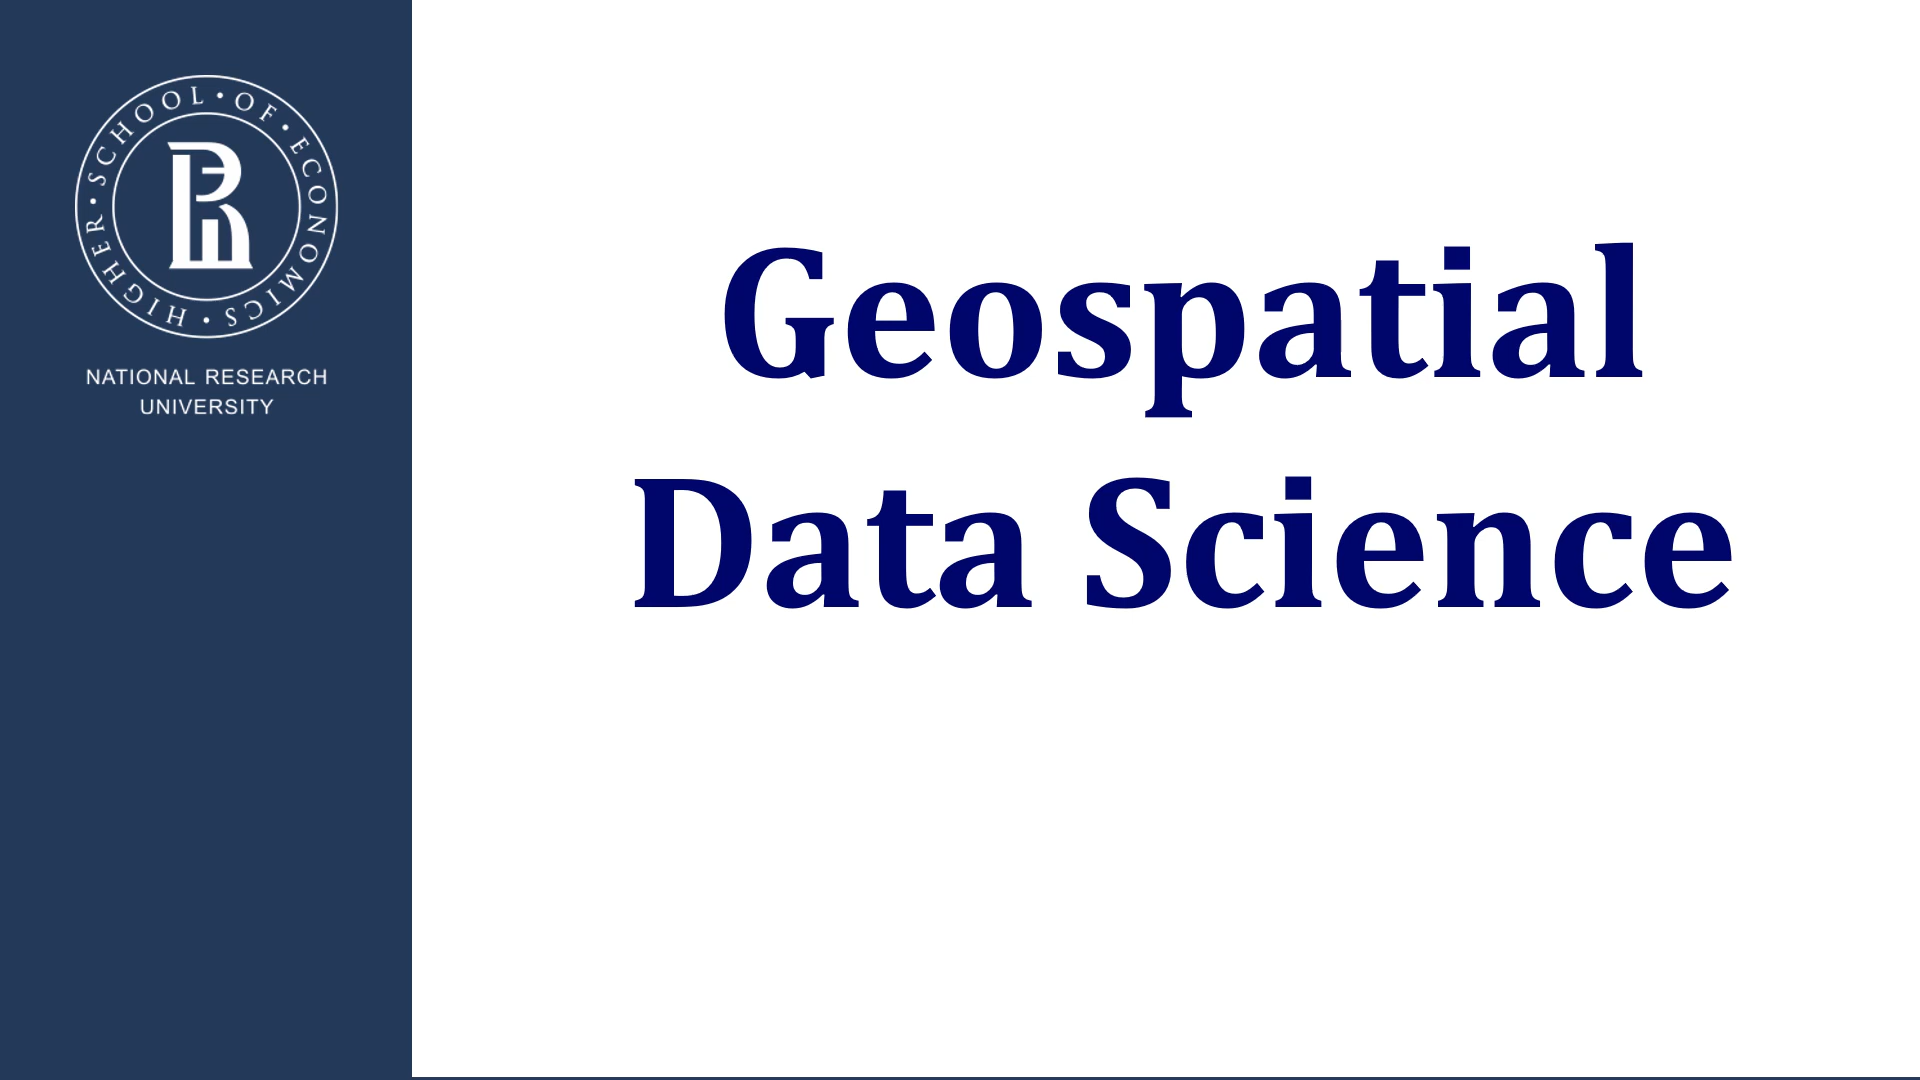 HIGHER • SCHOOL • OF • ECONOMICS •
NATIONAL RESEARCH
UNIVERSITY
Geospatial
Data Science